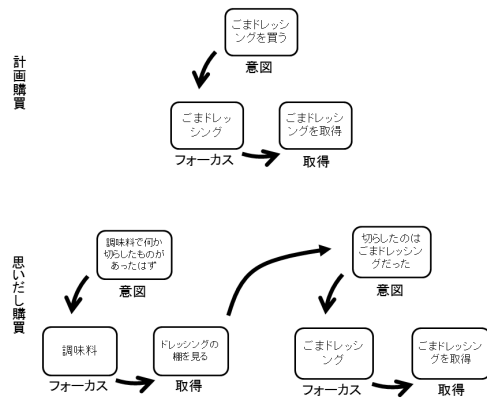 計画購買
ごまドレッシ
ングを買う
意図
ごまドレッ
シング
フォーカス
ごまドレッシ
ングを取得
取得
思いだし購買
調味料で何か
切らしたものが
あったはず
意図
調味料
フォーカス
ドレッシングの
棚を見る
取得
切らしたのは
ごまドレッシン
グだった
意図
ごまドレッシ
ング
フォーカス
ごまドレッシ
ングを取得
取得